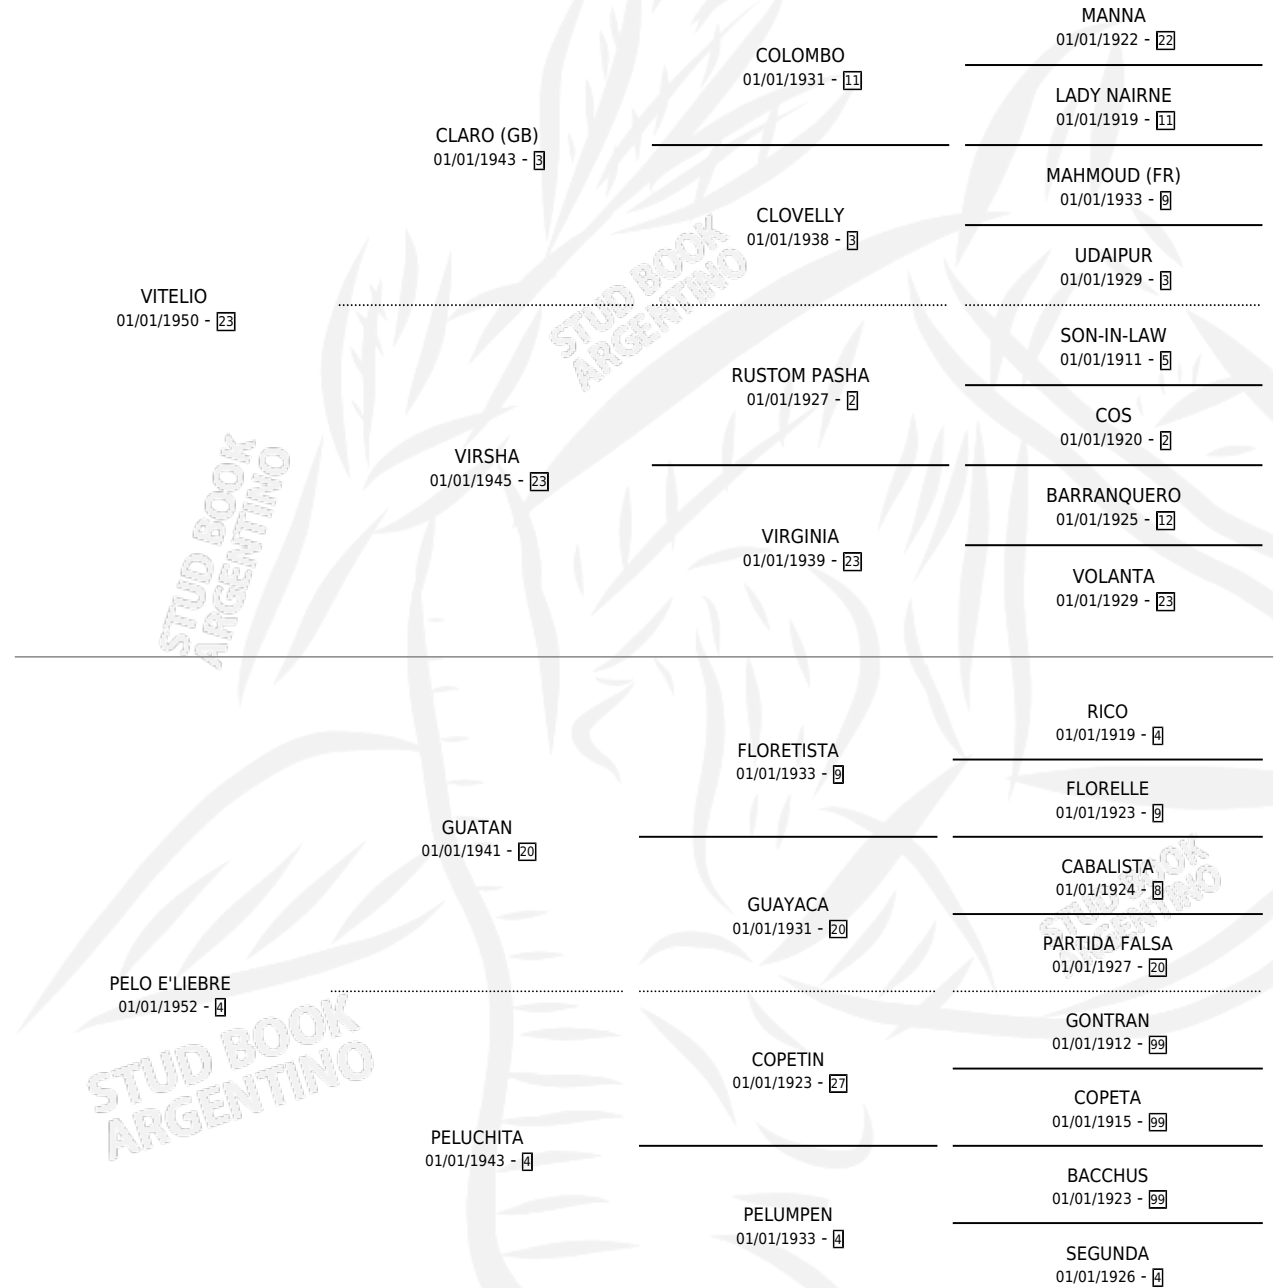 MANNA
01/01/1922 - 22
COLOMBO
01/01/1931 - 11
LADY NAIRNE
01/01/1919 - 11
CLARO (GB)
01/01/1943 - 3
MAHMOUD (FR)
01/01/1933 - 9
CLOVELLY
01/01/1938 - 3
UDAIPUR
01/01/1929 - 3
VITELIO
01/01/1950 - 23
SON-IN-LAW
01/01/1911 - 5
RUSTOM PASHA
01/01/1927 - 2
COS
01/01/1920 - 2
VIRSHA
01/01/1945 - 23
BARRANQUERO
01/01/1925 - 12
VIRGINIA
01/01/1939 - 23
VOLANTA
01/01/1929 - 23
RICO
01/01/1919 - 4
FLORETISTA
01/01/1933 - 9
FLORELLE
01/01/1923 - 9
GUATAN
01/01/1941 - 20
CABALISTA
01/01/1924 - 8
GUAYACA
01/01/1931 - 20
PARTIDA FALSA
01/01/1927 - 20
PELO E'LIEBRE
01/01/1952 - 4
GONTRAN
01/01/1912 - 99
COPETIN
01/01/1923 - 27
COPETA
01/01/1915 - 99
PELUCHITA
01/01/1943 - 4
BACCHUS
01/01/1923 - 99
PELUMPEN
01/01/1933 - 4
SEGUNDA
01/01/1926 - 4
STUD BOOK
ARGENTINO
STUD BOOK
ARGENTINO
STUD BOOK
ARGENTINO
STUD BOOK
ARGENTINO